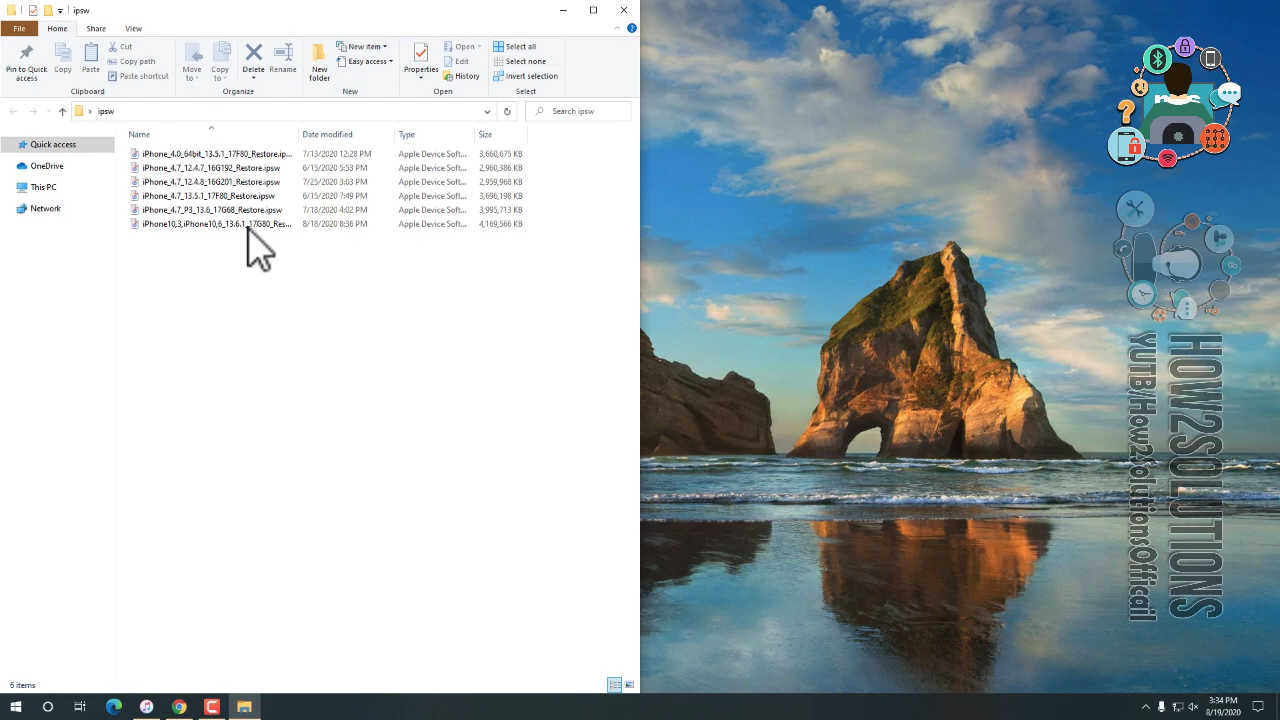 ipsw
File Home Share View
Pin to Quick access
Copy
Paste
Cut
Copy path
Paste shortcut
Clipboard
Move to
Copy to
Delete
Rename
Organize
New folder
New item
Easy access
New
Properties
Open
Edit
History
Open
Select all
Select none
Invert selection
Select
ipsw
Search ipsw
Name Date modified Type Size
Quick access
OneDrive
This PC
Network
iPhone_4.0_64bit_13.5.1_17F80_Restore.ip... 7/13/2020 12:28 PM Apple Device Soft... 3,660,675 KB
iPhone_4.7_12.4.7_16G192_Restore.ipsw 6/15/2020 5:53 PM Apple Device Soft... 2,960,386 KB
iPhone_4.7_12.4.8_16G201_Restore.ipsw 7/25/2020 3:03 PM Apple Device Soft... 2,959,968 KB
iPhone_4.7_13.5.1_17F80_Restore.ipsw 6/15/2020 7:49 PM Apple Device Soft... 3,696,198 KB
iPhone_4.7_P3_13.6_17G68_Restore.ipsw 7/18/2020 4:02 PM Apple Device Soft... 3,995,713 KB
iPhone10,3,iPhone10,6_13.6.1_17G80_Res... 8/18/2020 8:36 PM Apple Device Soft... 4,169,566 KB
6 items
HOW2SOLUTIONS
YUTB/How2SolutionsOfficail
3:34 PM
8/19/2020